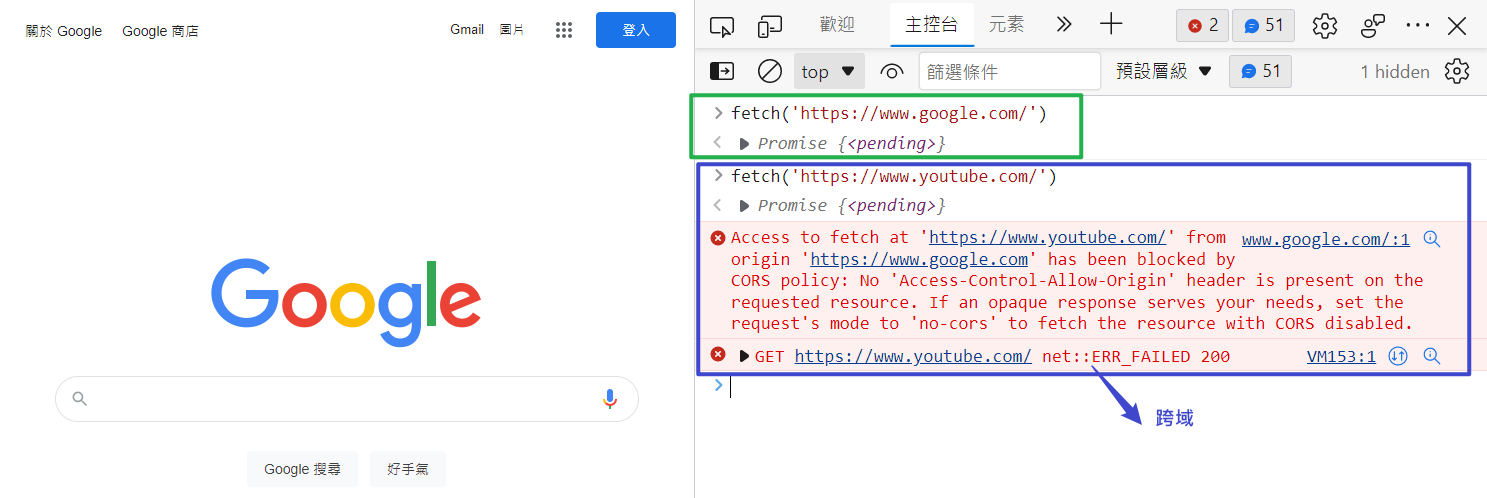 關於 Google
Google 商店
Gmail
圖片
登入
Google
Google 搜尋
好手氣
歡迎
主控台
元素
2
51
top
篩選條件
預設層級
51
1 hidden
fetch('https://www.google.com/')
Promise {<pending>}
fetch('https://www.youtube.com/')
Promise {<pending>}
Access to fetch at 'https://www.youtube.com/' from
www.google.com/:1
origin 'https://www.google.com' has been blocked by
CORS policy: No 'Access-Control-Allow-Origin' header is present on the
requested resource. If an opaque response serves your needs, set the
request's mode to 'no-cors' to fetch the resource with CORS disabled.
GET https://www.youtube.com/ net::ERR_FAILED 200
VM153:1
跨域